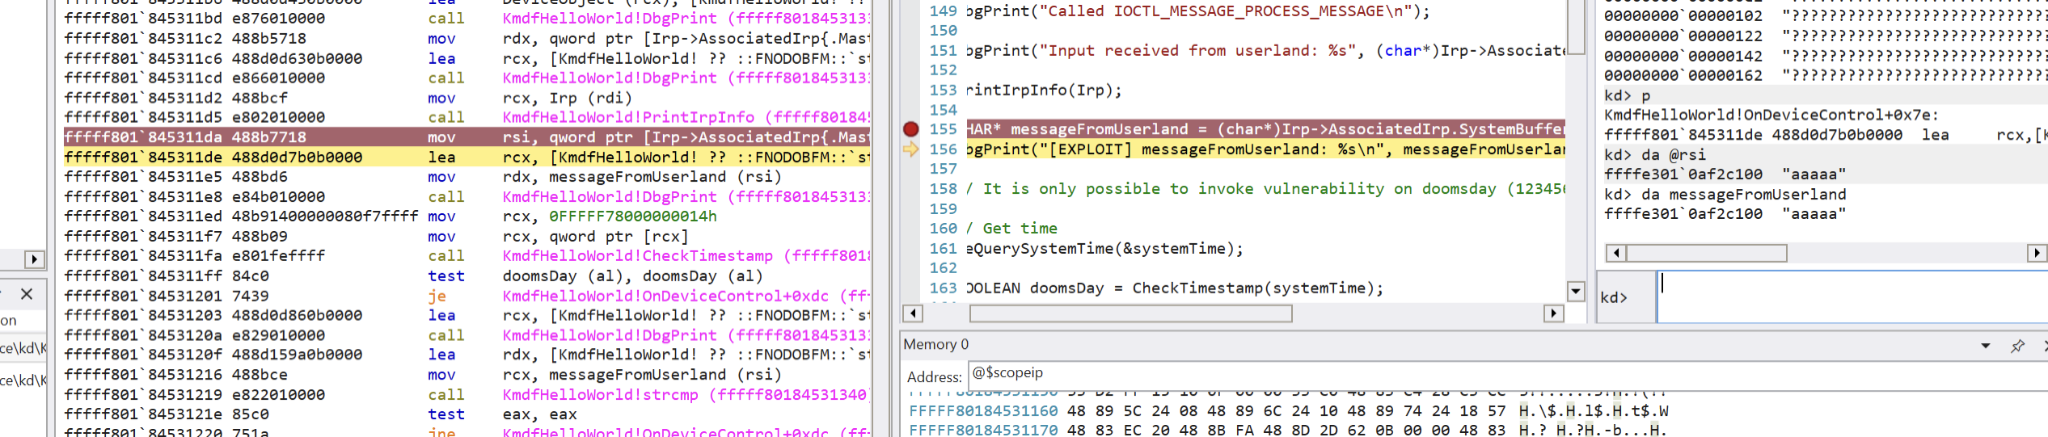 on
ce\kd\K
ce\kd\K
fffff801`845311bd e876010000 call KmdfHelloWorld!DbgPrint (fffff80184531
fffff801`845311c2 488b5718 mov rdx, qword ptr [Irp->AssociatedIrp{.Mas
fffff801`845311c6 488d0d630b0000 lea rcx, [KmdfHelloWorld! ?? ::FNODOBFM::`s
fffff801`845311cd e866010000 call KmdfHelloWorld!DbgPrint (fffff8018453133
fffff801`845311d2 488bcf mov rcx, Irp (rdi)
fffff801`845311d5 e802010000 call KmdfHelloWorld!PrintIrpInfo (fffff801845
fffff801`845311da 488b7718 mov rsi, qword ptr [Irp->AssociatedIrp{.Mas
fffff801`845311de 488d0d7b0b0000 lea rcx, [KmdfHelloWorld! ?? ::FNODOBFM::`s
fffff801`845311e5 488bd6 mov rdx, messageFromUserland (rsi)
fffff801`845311e8 e84b010000 call KmdfHelloWorld!DbgPrint (fffff8018453133
fffff801`845311ed 48b91400000080f7ffff mov rcx, 0FFFFF78000000014h
fffff801`845311f7 488b09 mov rcx, qword ptr [rcx]
fffff801`845311fa e801feffff call KmdfHelloWorld!CheckTimestamp (fffff801
fffff801`845311ff 84c0 test doomsDay (al), doomsDay (al)
fffff801`84531201 7439 je KmdfHelloWorld!OnDeviceControl+0xdc (ff
fffff801`84531203 488d0d860b0000 lea rcx, [KmdfHelloWorld! ?? ::FNODOBFM::`s
fffff801`8453120a e829010000 call KmdfHelloWorld!DbgPrint (fffff8018453133
fffff801`8453120f 488d159a0b0000 lea rdx, [KmdfHelloWorld! ?? ::FNODOBFM::`s
fffff801`84531216 488bce mov rcx, messageFromUserland (rsi)
fffff801`84531219 e822010000 call KmdfHelloWorld!strcmp (fffff80184531340
fffff801`8453121e 85c0 test eax, eax
fffff801`84531220 751a jne KmdfHelloWorld!OnDeviceControl+0xdc (ff
149 bgPrint("Called IOCTL_MESSAGE_PROCESS_MESSAGE\n");
150
151 bgPrint("Input received from userland: %s", (char*)Irp->Associat
152
153 rintIrpInfo(Irp);
154
155 HAR* messageFromUserland = (char*)Irp->AssociatedIrp.SystemBuffe
156 bgPrint("[EXPLOIT] messageFromUserland: %s\n", messageFromUserla
157
158 / It is only possible to invoke vulnerability on doomsday (123456
159
160 / Get time
161 eQuerySystemTime(&systemTime);
162
163 OOLEAN doomsDay = CheckTimestamp(systemTime);
Memory 0
Address: @$scopeip
FFFFF80184531160 48 89 5C 24 08 48 89 6C 24 10 48 89 74 24 18 57 H.\$.H.l$.H.t$.W
FFFFF80184531170 48 83 EC 20 48 8B FA 48 8D 2D 62 0B 00 00 48 83 H.? H.?H.-b...H.
00000000`00000102 "????????????????????????????
00000000`00000122 "????????????????????????????
00000000`00000142 "????????????????????????????
00000000`00000162 "????????????????????????????
kd> p
KmdfHelloWorld!OnDeviceControl+0x7e:
fffff801`845311de 488d0d7b0b0000 lea rcx,[K
kd> da @rsi
ffffe301`0af2c100 "aaaaa"
kd> da messageFromUserland
ffffe301`0af2c100 "aaaaa"
kd>